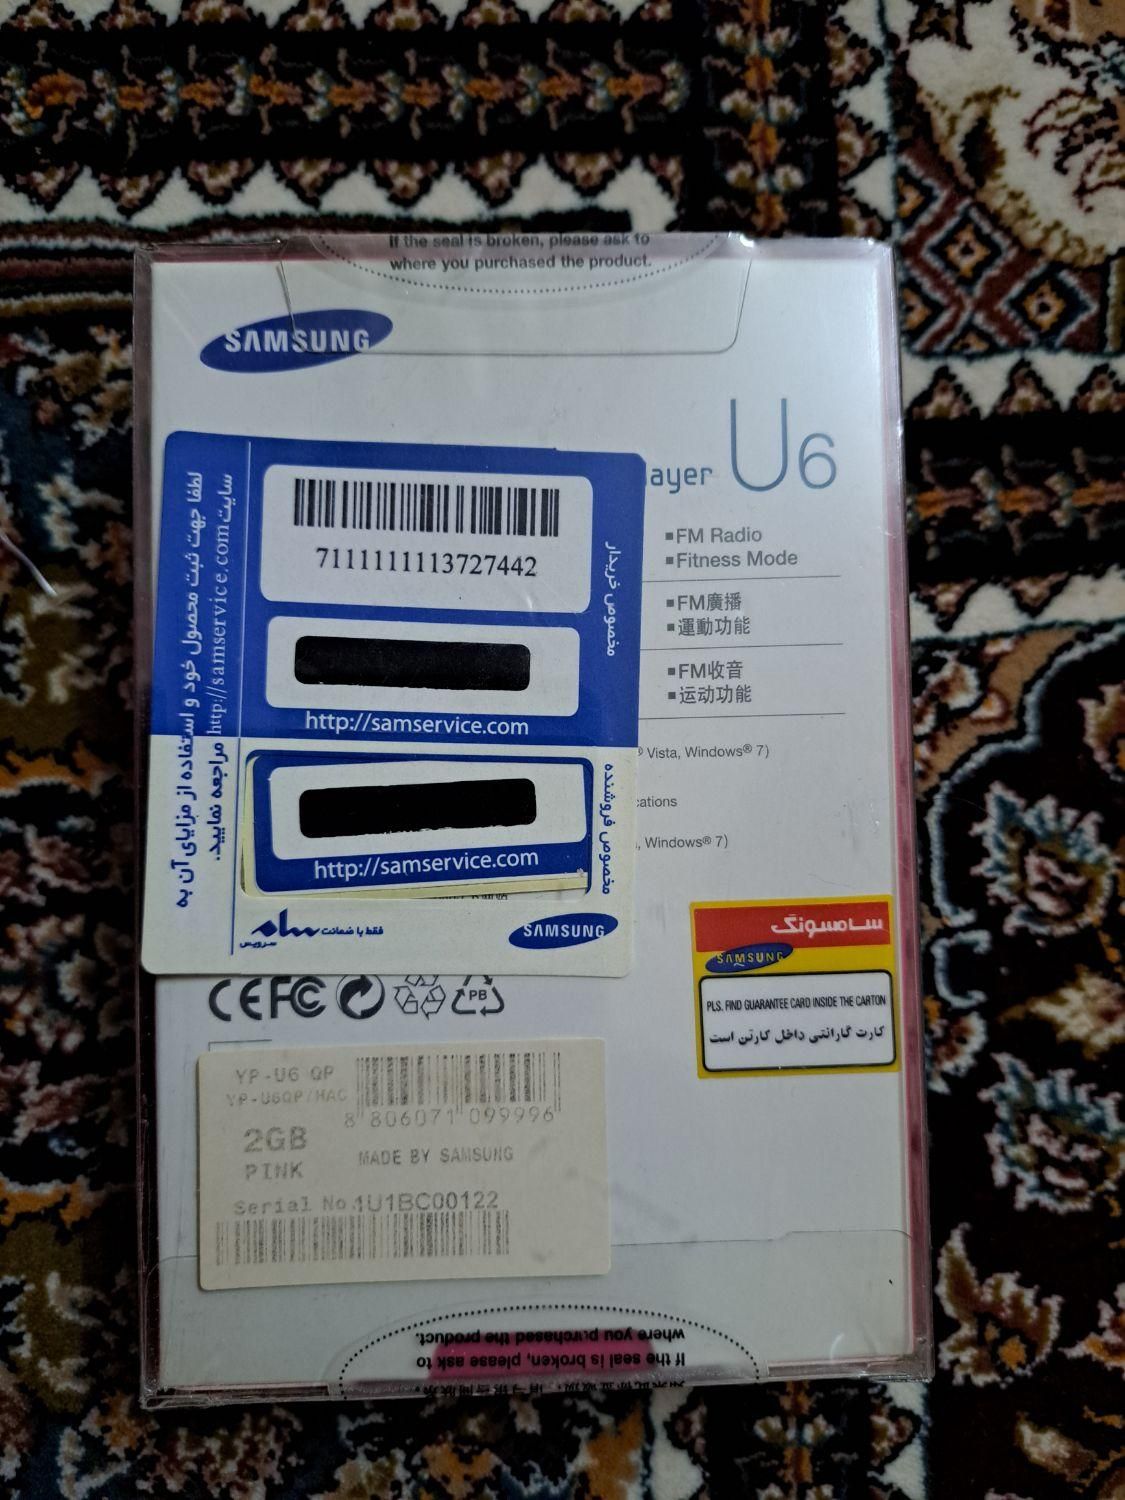 If the seal is broken, please ask to
where you purchased the product.
SAMSUNG
ayer U6
FM Radio
Fitness Mode
FM廣播
運動功能
FM收音
运动功能
Vista, Windows® 7)
cations
, Windows® 7)
7111111113727442
http://samservice.com
http://samservice.com
مخصوص خریدار
مخصوص فروشنده
لطفا جهت ثبت محصول خود و استفاده از مزایای آن به
سایت http://samservice.com مراجعه نمایید.
فقط با ضمانت سام سرویس
SAMSUNG
سامسونگ
SAMSUNG
PLS. FIND GUARANTEE CARD INSIDE THE CARTON
کارت گارانتی داخل کارتن است
CE FC
PB
YP-U6 QP
YP-U6QP/HAC
8 806071 099996
2GB
PINK
MADE BY SAMSUNG
Serial No.1U1BC00122
If the seal is broken, please ask to
where you purchased the product.